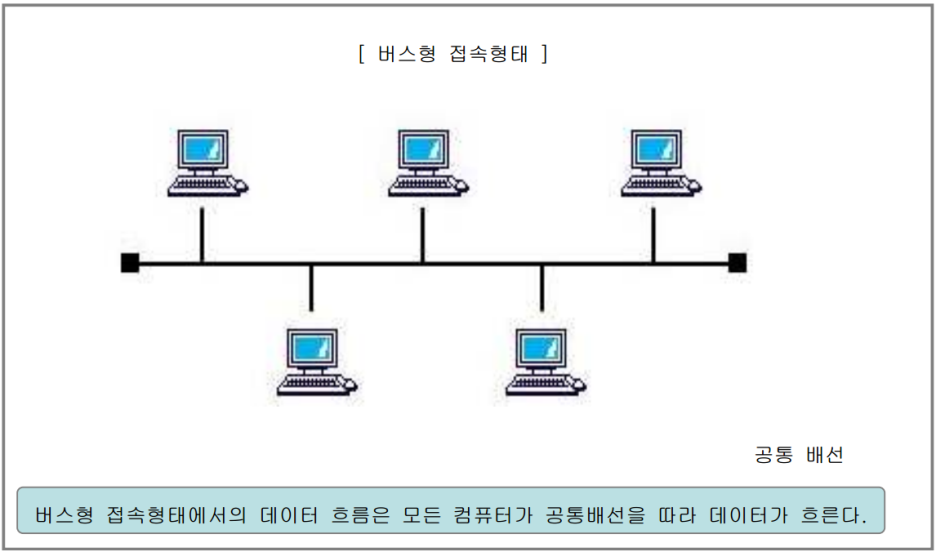 [ 버스형 접속형태 ]
공통 배선
버스형 접속형태에서의 데이터 흐름은 모든 컴퓨터가 공통배선을 따라 데이터가 흐른다.